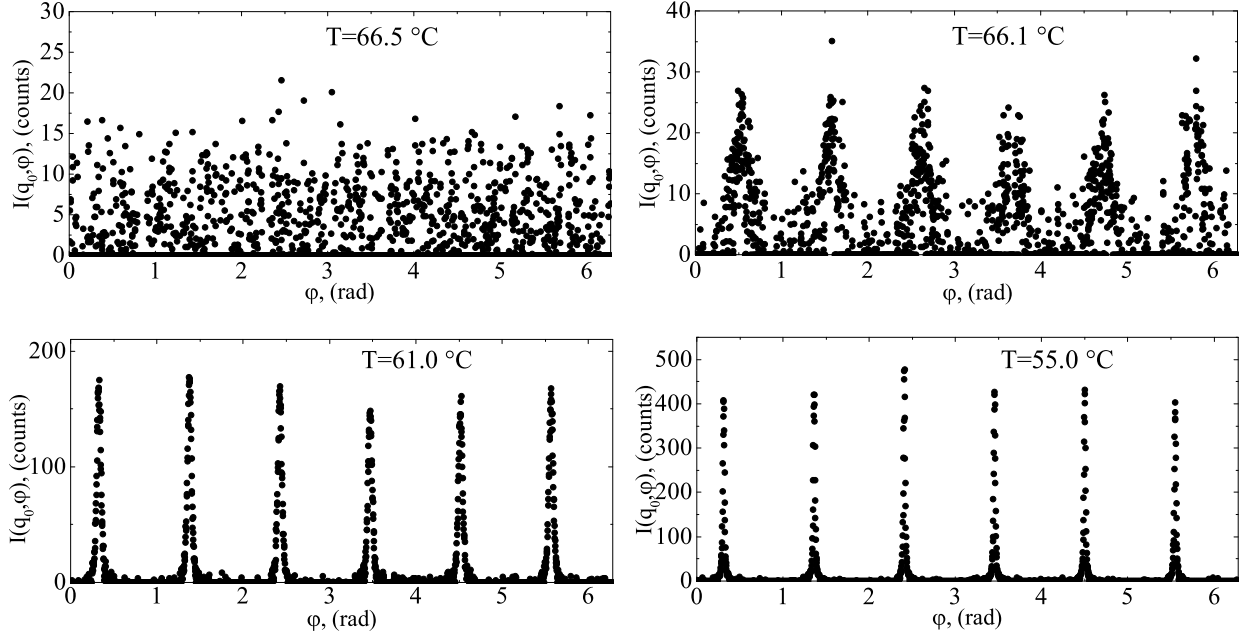 T=66.5 °C
I(q0,φ), (counts)
30
25
20
15
10
5
0
0 1 2 3 4 5 6
φ, (rad)
T=66.1 °C
I(q0,φ), (counts)
40
30
20
10
0
0 1 2 3 4 5 6
φ, (rad)
T=61.0 °C
I(q0,φ), (counts)
200
100
0
0 1 2 3 4 5 6
φ, (rad)
T=55.0 °C
I(q0,φ), (counts)
500
400
300
200
100
0
0 1 2 3 4 5 6
φ, (rad)